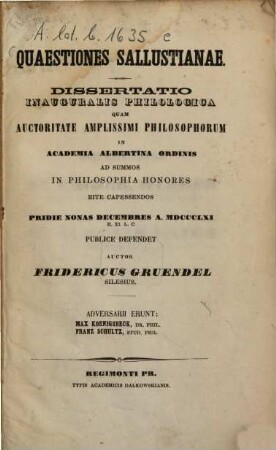 A. lat. b. 1635 c
QUAESTIONES SALLUSTIANAE.
DISSERTATIO
INAUGURALIS PHILOLOGICA
QUAM
AUCTORITATE AMPLISSIMI PHILOSOPHORUM
IN
ACADEMIA ALBERTINA ORDINIS
AD SUMMOS
IN PHILOSOPHIA HONORES
RITE CAPESSENDOS
PRIDIE NONAS DECEMBRES A. MDCCCLXI
H. XI L. C
PUBLICE DEFENDET
AUCTOR
FRIDERICUS GRUENDEL
SILESIUS.
ADVERSARII ERUNT:
MAX KOENIGSBECK, DR. PHIL.
FRANZ SCHULTZ, STUD. PHIL.
REGIMONTI PR.
TYPIS ACADEMICIS DALKOWSKIANIS.